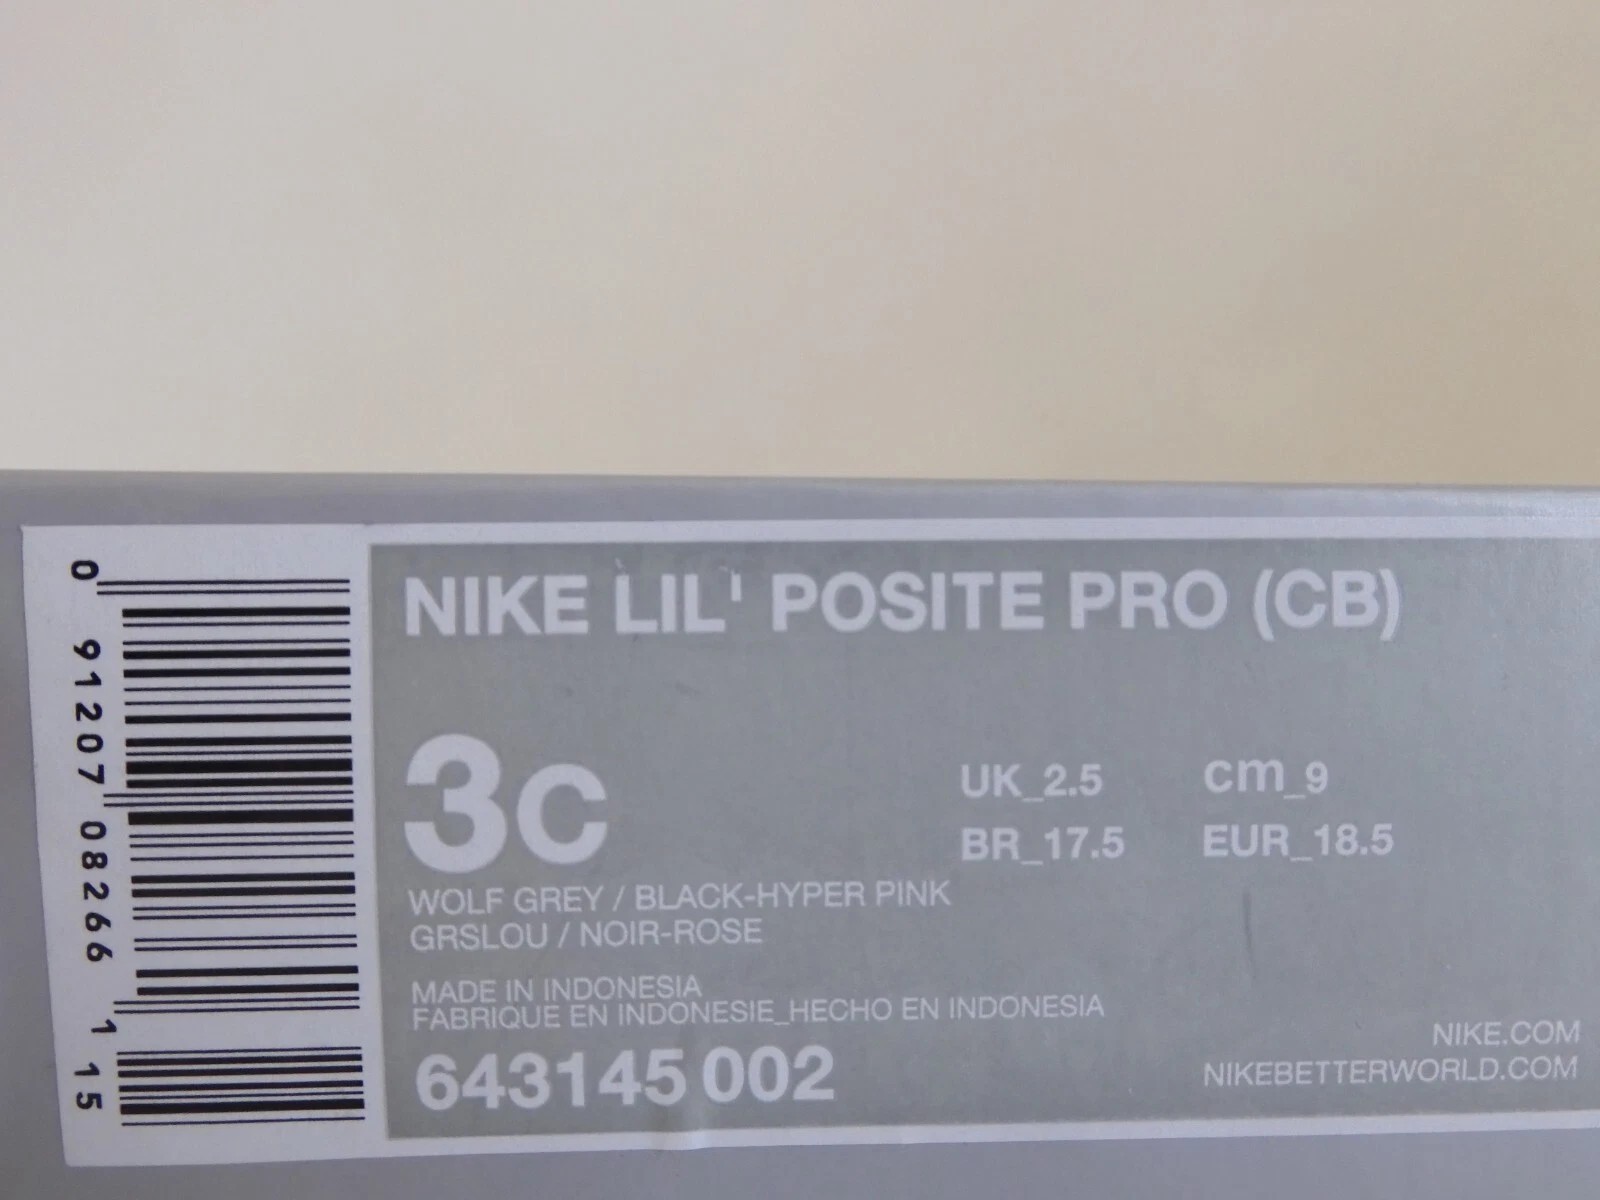 0 91207 08266 1 15
NIKE LIL' POSITE PRO (CB)
3C
UK_2.5 cm_9
BR_17.5 EUR_18.5
WOLF GREY / BLACK-HYPER PINK
GRSLOU / NOIR-ROSE
MADE IN INDONESIA
FABRIQUE EN INDONESIE_HECHO EN INDONESIA
643145 002
NIKE.COM
NIKEBETTERWORLD.COM